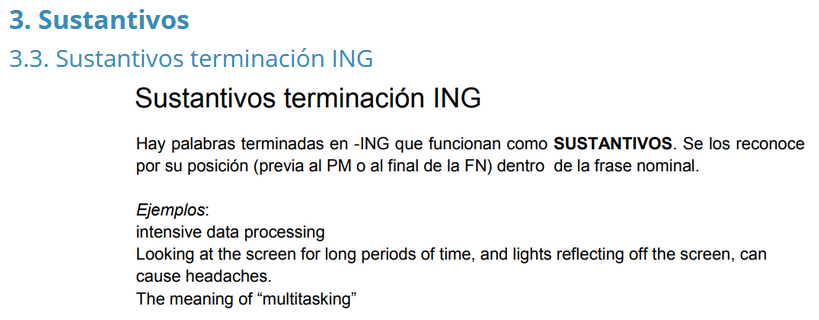 3. Sustantivos
3.3. Sustantivos terminación ING
Sustantivos terminación ING
Hay palabras terminadas en -ING que funcionan como SUSTANTIVOS. Se los reconoce
por su posición (previa al PM o al final de la FN) dentro de la frase nominal.
Ejemplos:
intensive data processing
Looking at the screen for long periods of time, and lights reflecting off the screen, can
cause headaches.
The meaning of “multitasking”